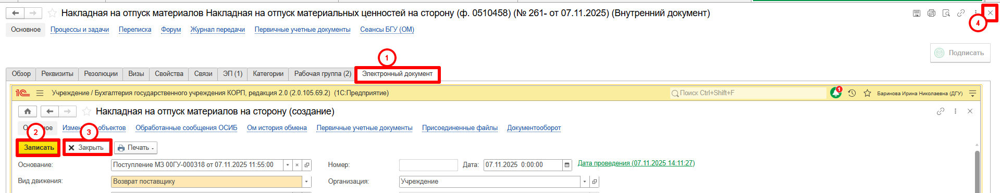 Накладная на отпуск материалов Накладная на отпуск материальных ценностей на сторону (ф. 0510458) (№ 261- от 07.11.2025) (Внутренний документ)
4
Основное Процессы и задачи Переписка Форум Журнал передачи Первичные учетные документы Сеансы БГУ (ОМ)
Подписать
1
Обзор Реквизиты Резолюции Визы Свойства Связи ЭП (1) Категории Рабочая группа (2) Электронный документ
1С Учреждение / Бухгалтерия государственного учреждения КОРП, редакция 2.0 (2.0.105.69.2) (1С:Предприятие) Поиск Ctrl+Shift+F 1 Баринова Ирина Николаевна (ДГУ)
Накладная на отпуск материалов на сторону (создание)
Обработанные сообщения ОСИБ Ом история обмена Первичные учетные документы Присоединенные файлы Документооборот
2 3
Записать Закрыть Печать
Основание: Поступление МЗ 00ГУ-000318 от 07.11.2025 11:55:00 Номер: Дата: 07.11.2025 0:00:00 Дата проведения (07.11.2025 14:11:27)
Вид движения: Возврат поставщику Организация: Учреждение